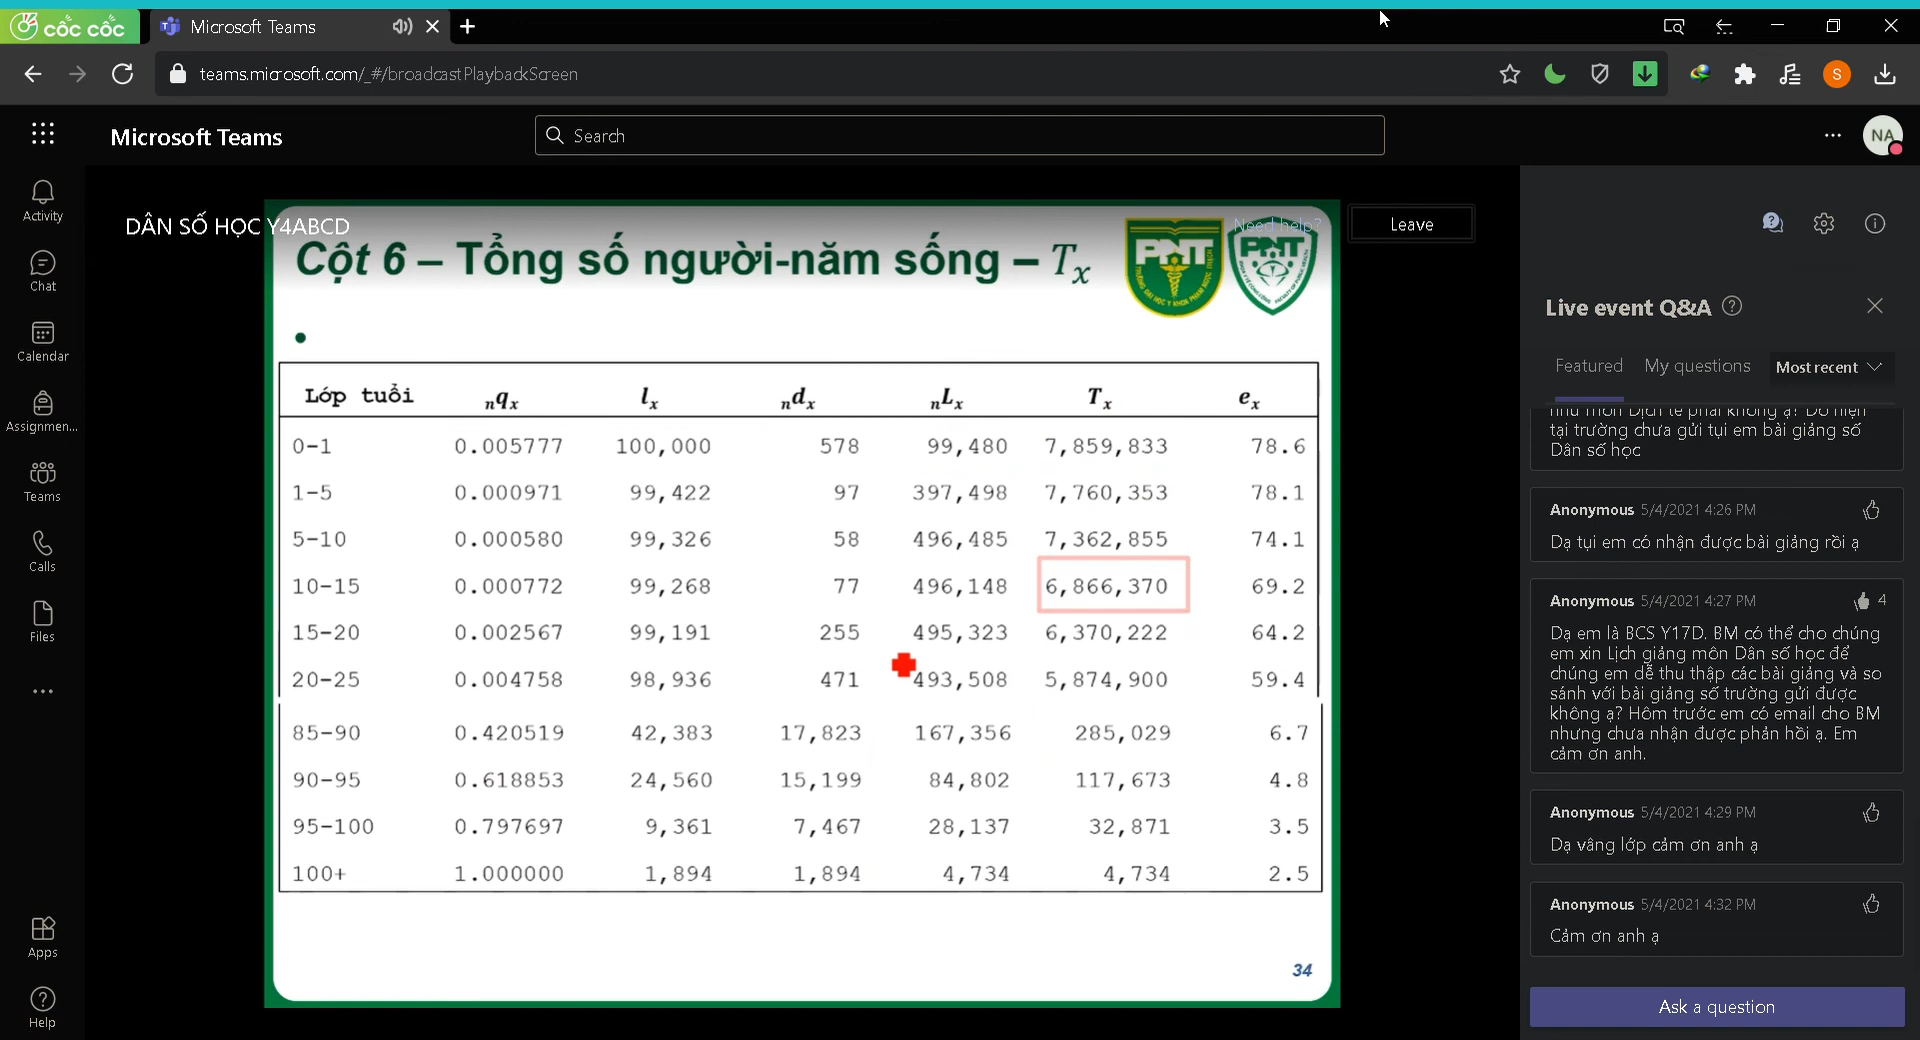 cốc cốc
Microsoft Teams
teams.microsoft.com/_#/broadcastPlaybackScreen
S
Microsoft Teams
Search
NA
Activity
Chat
Calendar
Assignmen...
Teams
Calls
Files
Apps
Help
DÂN SỐ HỌC Y4ABCD
Need help?
Leave
Cột 6 – Tổng số người-năm sống – Tₓ
PNT
PNT
Lớp tuổi ₙqₓ lₓ ₙdₓ ₙLₓ Tₓ eₓ
0-1 0.005777 100,000 578 99,480 7,859,833 78.6
1-5 0.000971 99,422 97 397,498 7,760,353 78.1
5-10 0.000580 99,326 58 496,485 7,362,855 74.1
10-15 0.000772 99,268 77 496,148 6,866,370 69.2
15-20 0.002567 99,191 255 495,323 6,370,222 64.2
20-25 0.004758 98,936 471 493,508 5,874,900 59.4
85-90 0.420519 42,383 17,823 167,356 285,029 6.7
90-95 0.618853 24,560 15,199 84,802 117,673 4.8
95-100 0.797697 9,361 7,467 28,137 32,871 3.5
100+ 1.000000 1,894 1,894 4,734 4,734 2.5
34
Live event Q&A
Featured My questions Most recent
như môn Dịch tễ phải không ạ? Do hiện
tại trường chưa gửi tụi em bài giảng số
Dân số học
Anonymous 5/4/2021 4:26 PM
Dạ tụi em có nhận được bài giảng rồi ạ
Anonymous 5/4/2021 4:27 PM 4
Dạ em là BCS Y17D. BM có thể cho chúng
em xin Lịch giảng môn Dân số học để
chúng em dễ thu thập các bài giảng và so
sánh với bài giảng số trường gửi được
không ạ? Hôm trước em có email cho BM
nhưng chưa nhận được phản hồi ạ. Em
cảm ơn anh.
Anonymous 5/4/2021 4:29 PM
Dạ vâng lớp cảm ơn anh ạ
Anonymous 5/4/2021 4:32 PM
Cảm ơn anh ạ
Ask a question